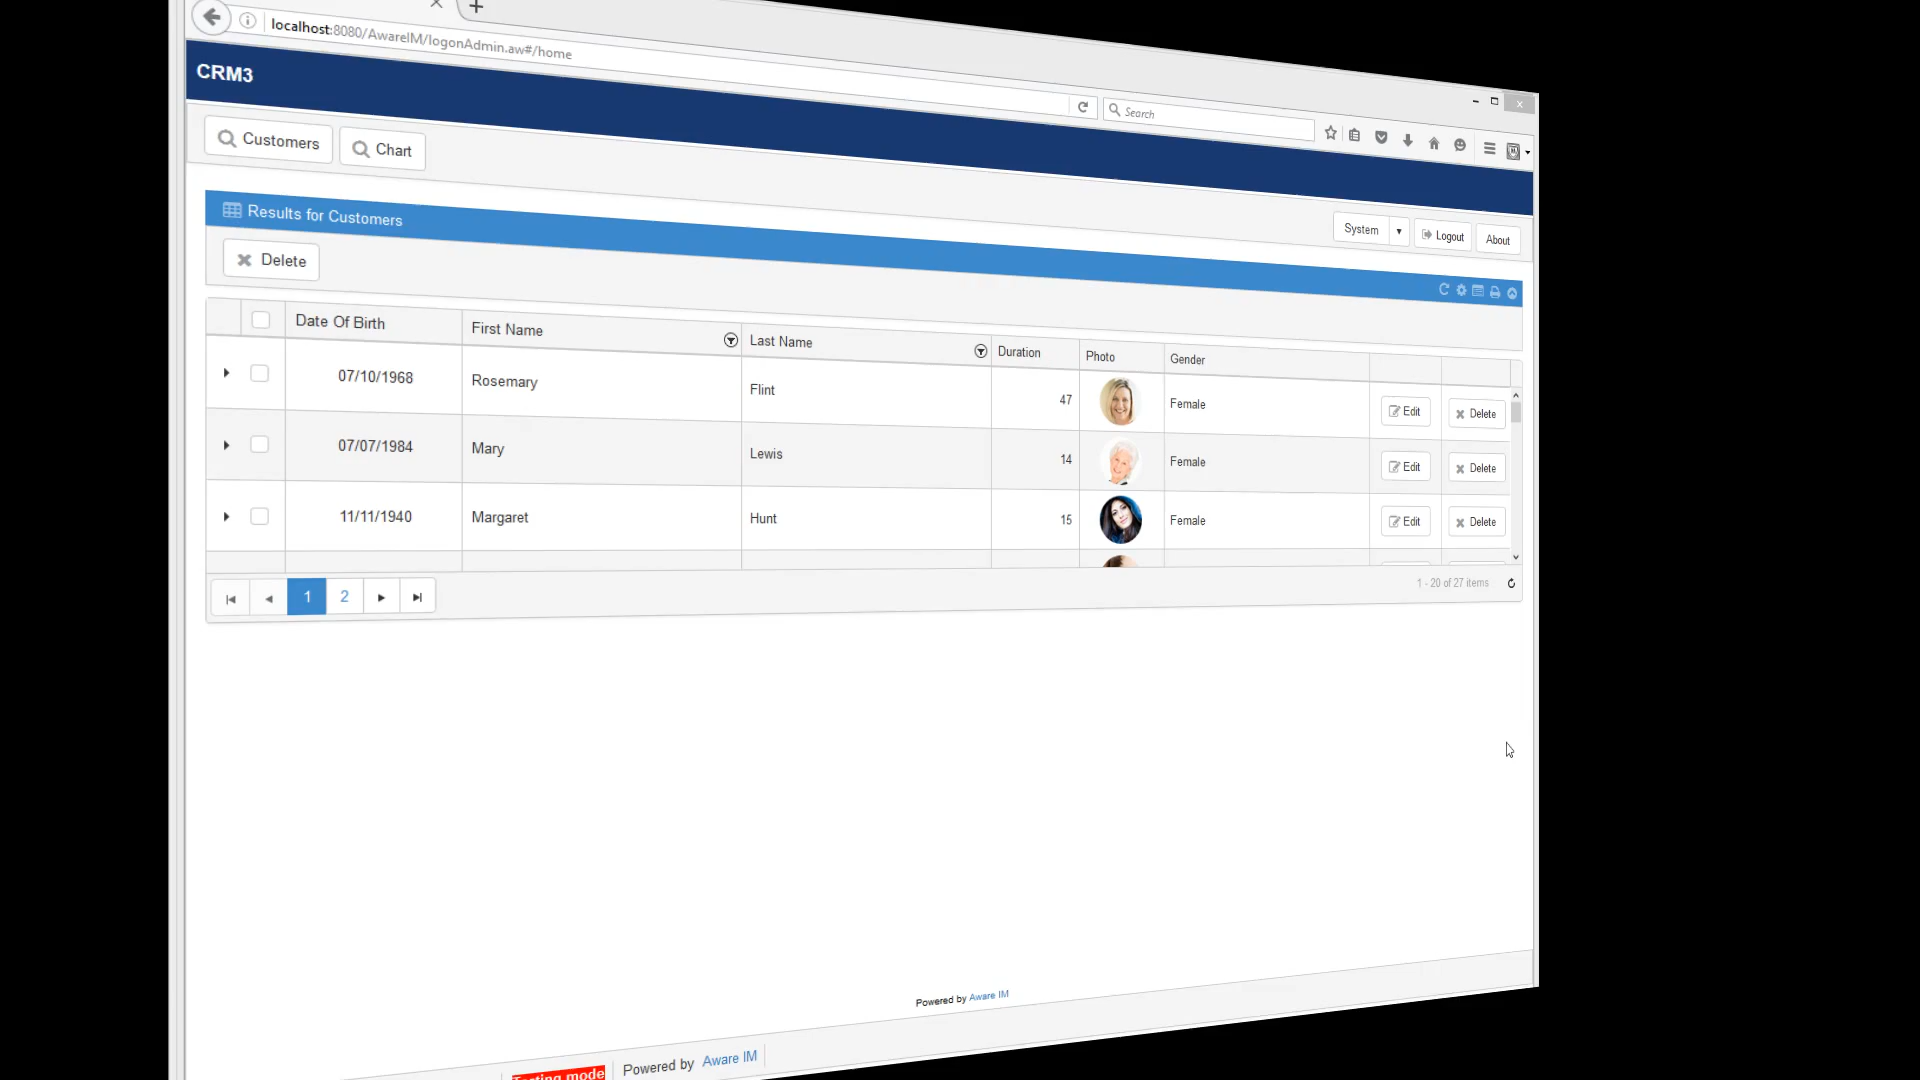 localhost:8080/AwareIM/logonAdmin.aw#/home
Search
CRM3
Customers
Chart
System
Logout
About
Results for Customers
Delete
Date Of Birth First Name Last Name Duration Photo Gender
07/10/1968 Rosemary Flint 47 Female Edit Delete
07/07/1984 Mary Lewis 14 Female Edit Delete
11/11/1940 Margaret Hunt 15 Female Edit Delete
1 2
1 - 20 of 27 items
Powered by Aware IM
Testing mode Powered by Aware IM